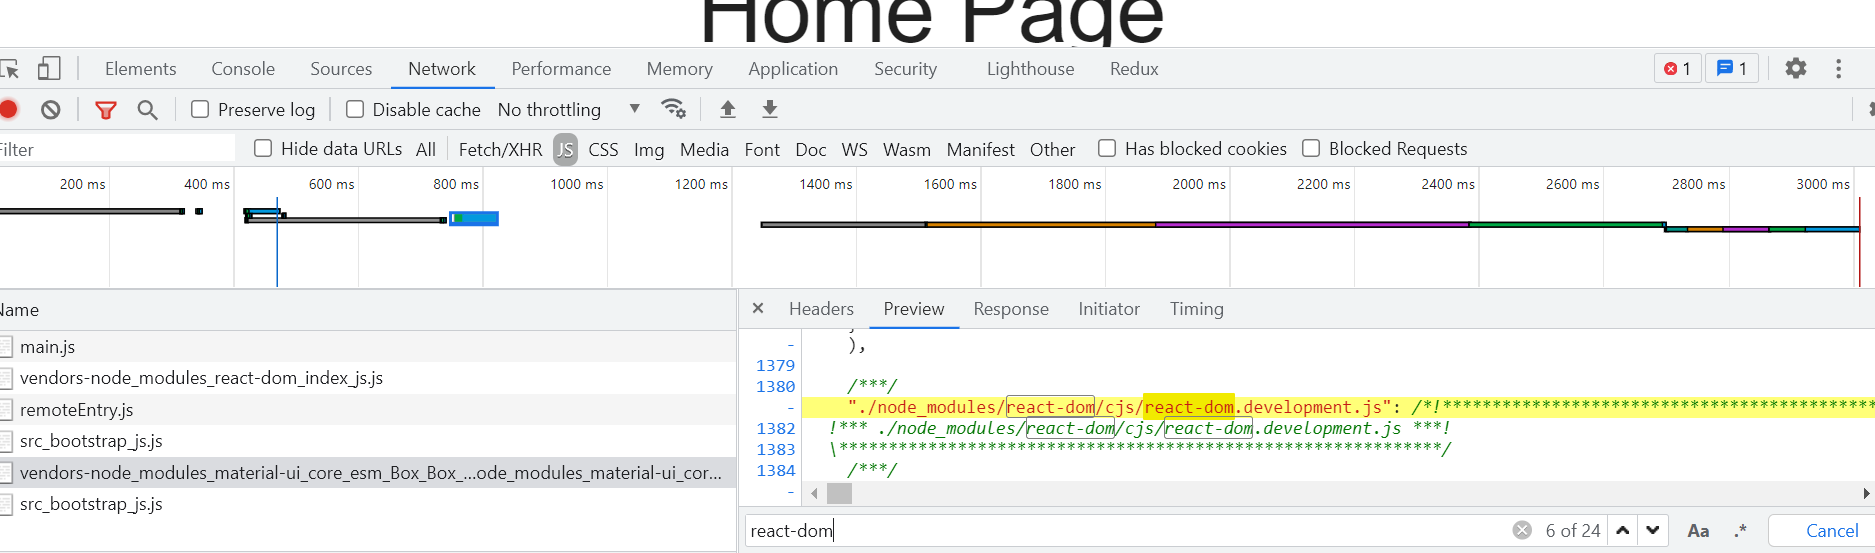 Home Page
Elements Console Sources Network Performance Memory Application Security Lighthouse Redux 1 1
Preserve log Disable cache No throttling
Filter Hide data URLs All Fetch/XHR JS CSS Img Media Font Doc WS Wasm Manifest Other Has blocked cookies Blocked Requests
200 ms 400 ms 600 ms 800 ms 1000 ms 1200 ms 1400 ms 1600 ms 1800 ms 2000 ms 2200 ms 2400 ms 2600 ms 2800 ms 3000 ms
Name
main.js
vendors-node_modules_react-dom_index_js.js
remoteEntry.js
src_bootstrap_js.js
vendors-node_modules_material-ui_core_esm_Box_Box_...ode_modules_material-ui_cor...
src_bootstrap_js.js
× Headers Preview Response Initiator Timing
- ),
1379
1380 /***/
- "./node_modules/react-dom/cjs/react-dom.development.js": /*!********************************************
1382 !*** ./node_modules/react-dom/cjs/react-dom.development.js ***!
1383 \*************************************************************/
1384 /***/
-
react-dom 6 of 24 Aa .* Cancel